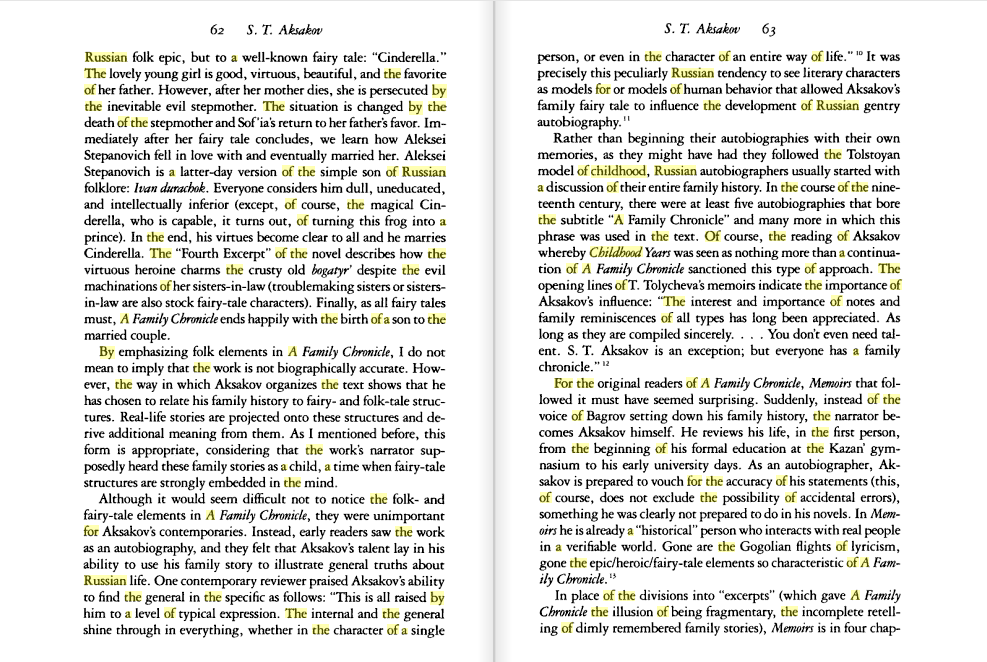 62 S. T. Aksakov
Russian folk epic, but to a well-known fairy tale: “Cinderella.”
The lovely young girl is good, virtuous, beautiful, and the favorite
of her father. However, after her mother dies, she is persecuted by
the inevitable evil stepmother. The situation is changed by the
death of the stepmother and Sof'ia's return to her father's favor. Im-
mediately after her fairy tale concludes, we learn how Aleksei
Stepanovich fell in love with and eventually married her. Aleksei
Stepanovich is a latter-day version of the simple son of Russian
folklore: Ivan durachok. Everyone considers him dull, uneducated,
and intellectually inferior (except, of course, the magical Cin-
derella, who is capable, it turns out, of turning this frog into a
prince). In the end, his virtues become clear to all and he marries
Cinderella. The “Fourth Excerpt” of the novel describes how the
virtuous heroine charms the crusty old bogatyr' despite the evil
machinations of her sisters-in-law (troublemaking sisters or sisters-
in-law are also stock fairy-tale characters). Finally, as all fairy tales
must, A Family Chronicle ends happily with the birth of a son to the
married couple.
By emphasizing folk elements in A Family Chronicle, I do not
mean to imply that the work is not biographically accurate. How-
ever, the way in which Aksakov organizes the text shows that he
has chosen to relate his family history to fairy- and folk-tale struc-
tures. Real-life stories are projected onto these structures and de-
rive additional meaning from them. As I mentioned before, this
form is appropriate, considering that the work's narrator sup-
posedly heard these family stories as a child, a time when fairy-tale
structures are strongly embedded in the mind.
Although it would seem difficult not to notice the folk- and
fairy-tale elements in A Family Chronicle, they were unimportant
for Aksakov's contemporaries. Instead, early readers saw the work
as an autobiography, and they felt that Aksakov's talent lay in his
ability to use his family story to illustrate general truths about
Russian life. One contemporary reviewer praised Aksakov's ability
to find the general in the specific as follows: “This is all raised by
him to a level of typical expression. The internal and the general
shine through in everything, whether in the character of a single
S. T. Aksakov 63
person, or even in the character of an entire way of life.” 10 It was
precisely this peculiarly Russian tendency to see literary characters
as models for or models of human behavior that allowed Aksakov's
family fairy tale to influence the development of Russian gentry
autobiography. 11
Rather than beginning their autobiographies with their own
memories, as they might have had they followed the Tolstoyan
model of childhood, Russian autobiographers usually started with
a discussion of their entire family history. In the course of the nine-
teenth century, there were at least five autobiographies that bore
the subtitle “A Family Chronicle” and many more in which this
phrase was used in the text. Of course, the reading of Aksakov
whereby Childhood Years was seen as nothing more than a continua-
tion of A Family Chronicle sanctioned this type of approach. The
opening lines of T. Tolycheva's memoirs indicate the importance of
Aksakov's influence: “The interest and importance of notes and
family reminiscences of all types has long been appreciated. As
long as they are compiled sincerely. . . . You don't even need tal-
ent. S. T. Aksakov is an exception; but everyone has a family
chronicle.” 12
For the original readers of A Family Chronicle, Memoirs that fol-
lowed it must have seemed surprising. Suddenly, instead of the
voice of Bagrov setting down his family history, the narrator be-
comes Aksakov himself. He reviews his life, in the first person,
from the beginning of his formal education at the Kazan' gym-
nasium to his early university days. As an autobiographer, Ak-
sakov is prepared to vouch for the accuracy of his statements (this,
of course, does not exclude the possibility of accidental errors),
something he was clearly not prepared to do in his novels. In Mem-
oirs he is already a “historical” person who interacts with real people
in a verifiable world. Gone are the Gogolian flights of lyricism,
gone the epic/heroic/fairy-tale elements so characteristic of A Fam-
ily Chronicle. 13
In place of the divisions into “excerpts” (which gave A Family
Chronicle the illusion of being fragmentary, the incomplete retell-
ing of dimly remembered family stories), Memoirs is in four chap-